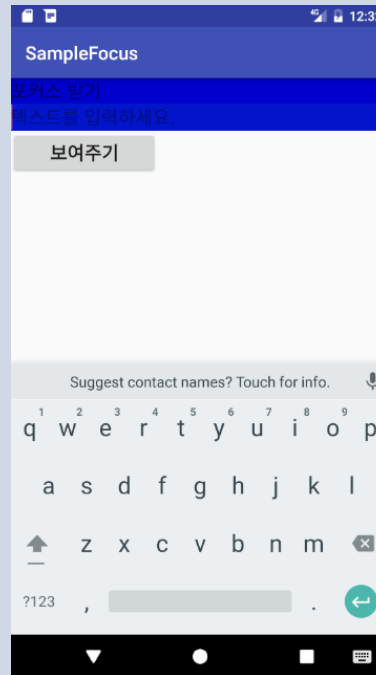 4G 12:3
SampleFocus
포커스 받기
텍스트를 입력하세요.
보여주기
Suggest contact names? Touch for info.
1 2 3 4 5 6 7 8 9
q w e r t y u i o p
a s d f g h j k l
z x c v b n m
?123 , .